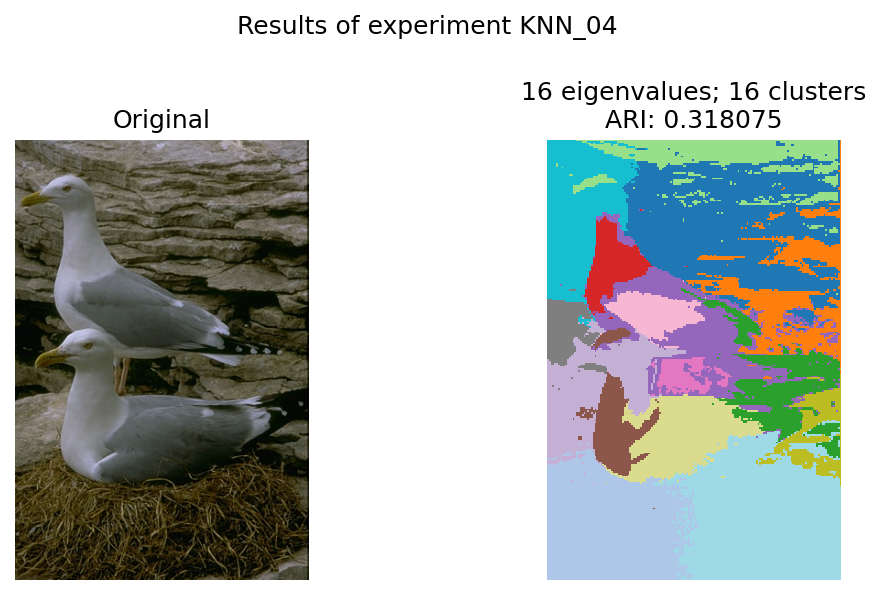 Results of experiment KNN_04
Original
16 eigenvalues; 16 clusters
ARI: 0.318075